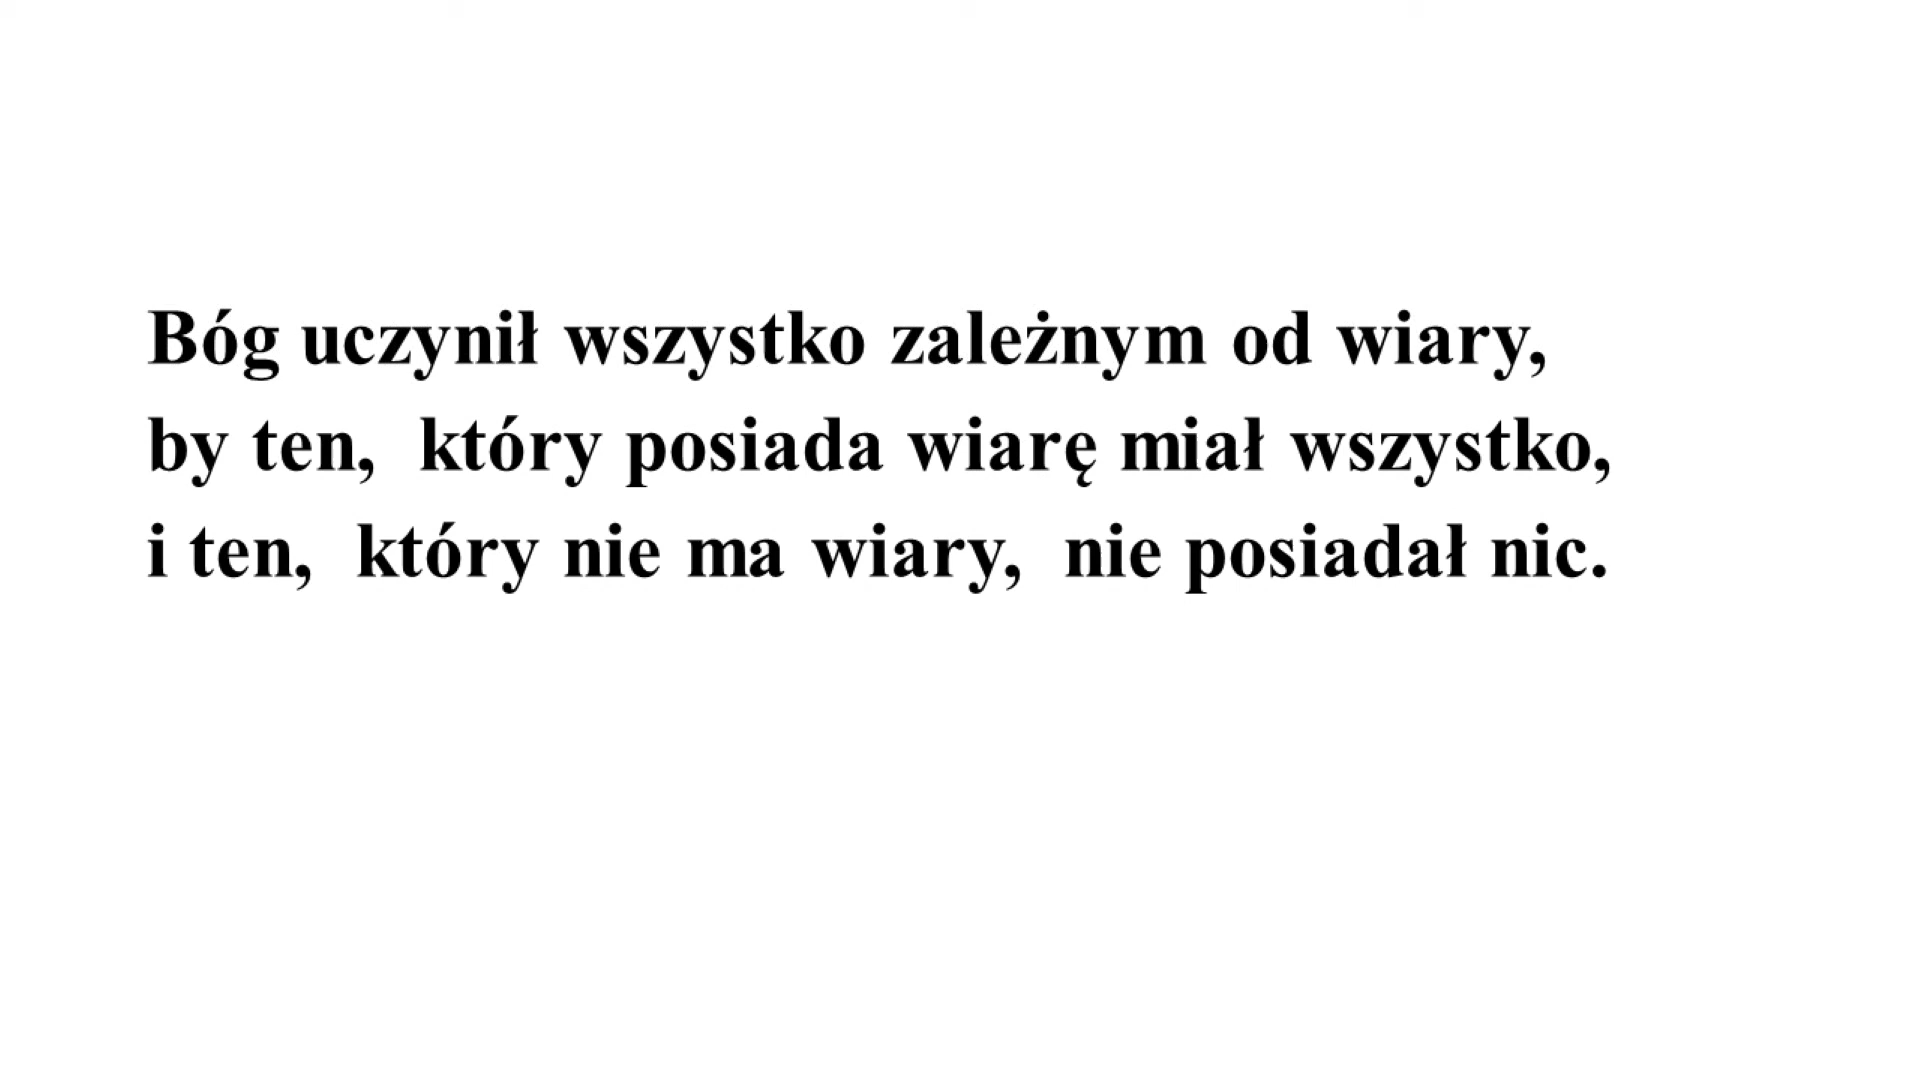 Bóg uczynił wszystko zależnym od wiary,
by ten, który posiada wiarę miał wszystko,
i ten, który nie ma wiary, nie posiadał nic.